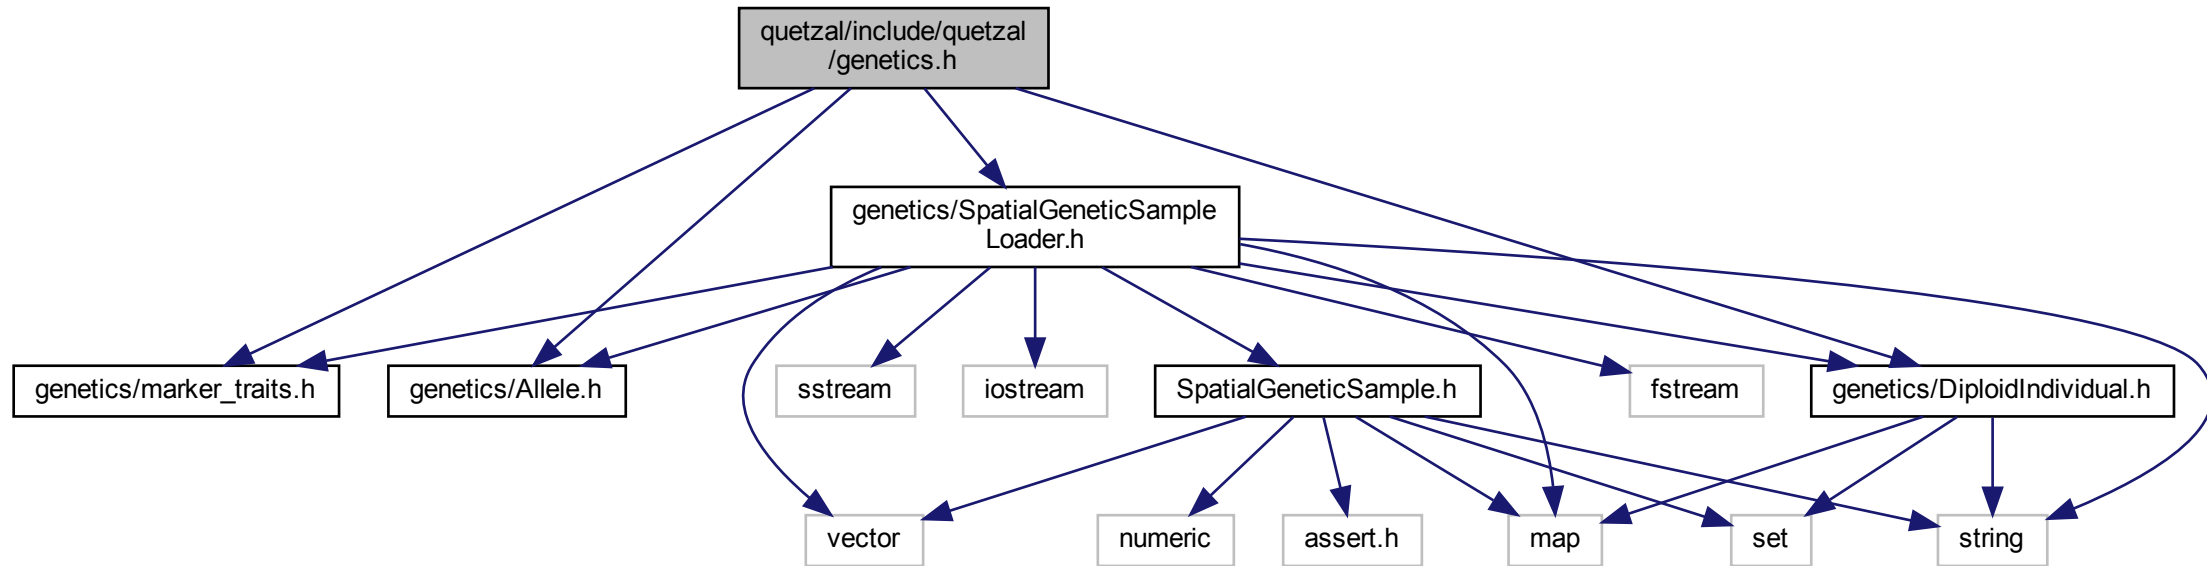 quetzal/include/quetzal
/genetics.h
genetics/SpatialGeneticSample
Loader.h
genetics/marker_traits.h
genetics/Allele.h
sstream
iostream
SpatialGeneticSample.h
fstream
genetics/DiploidIndividual.h
vector
numeric
assert.h
map
set
string